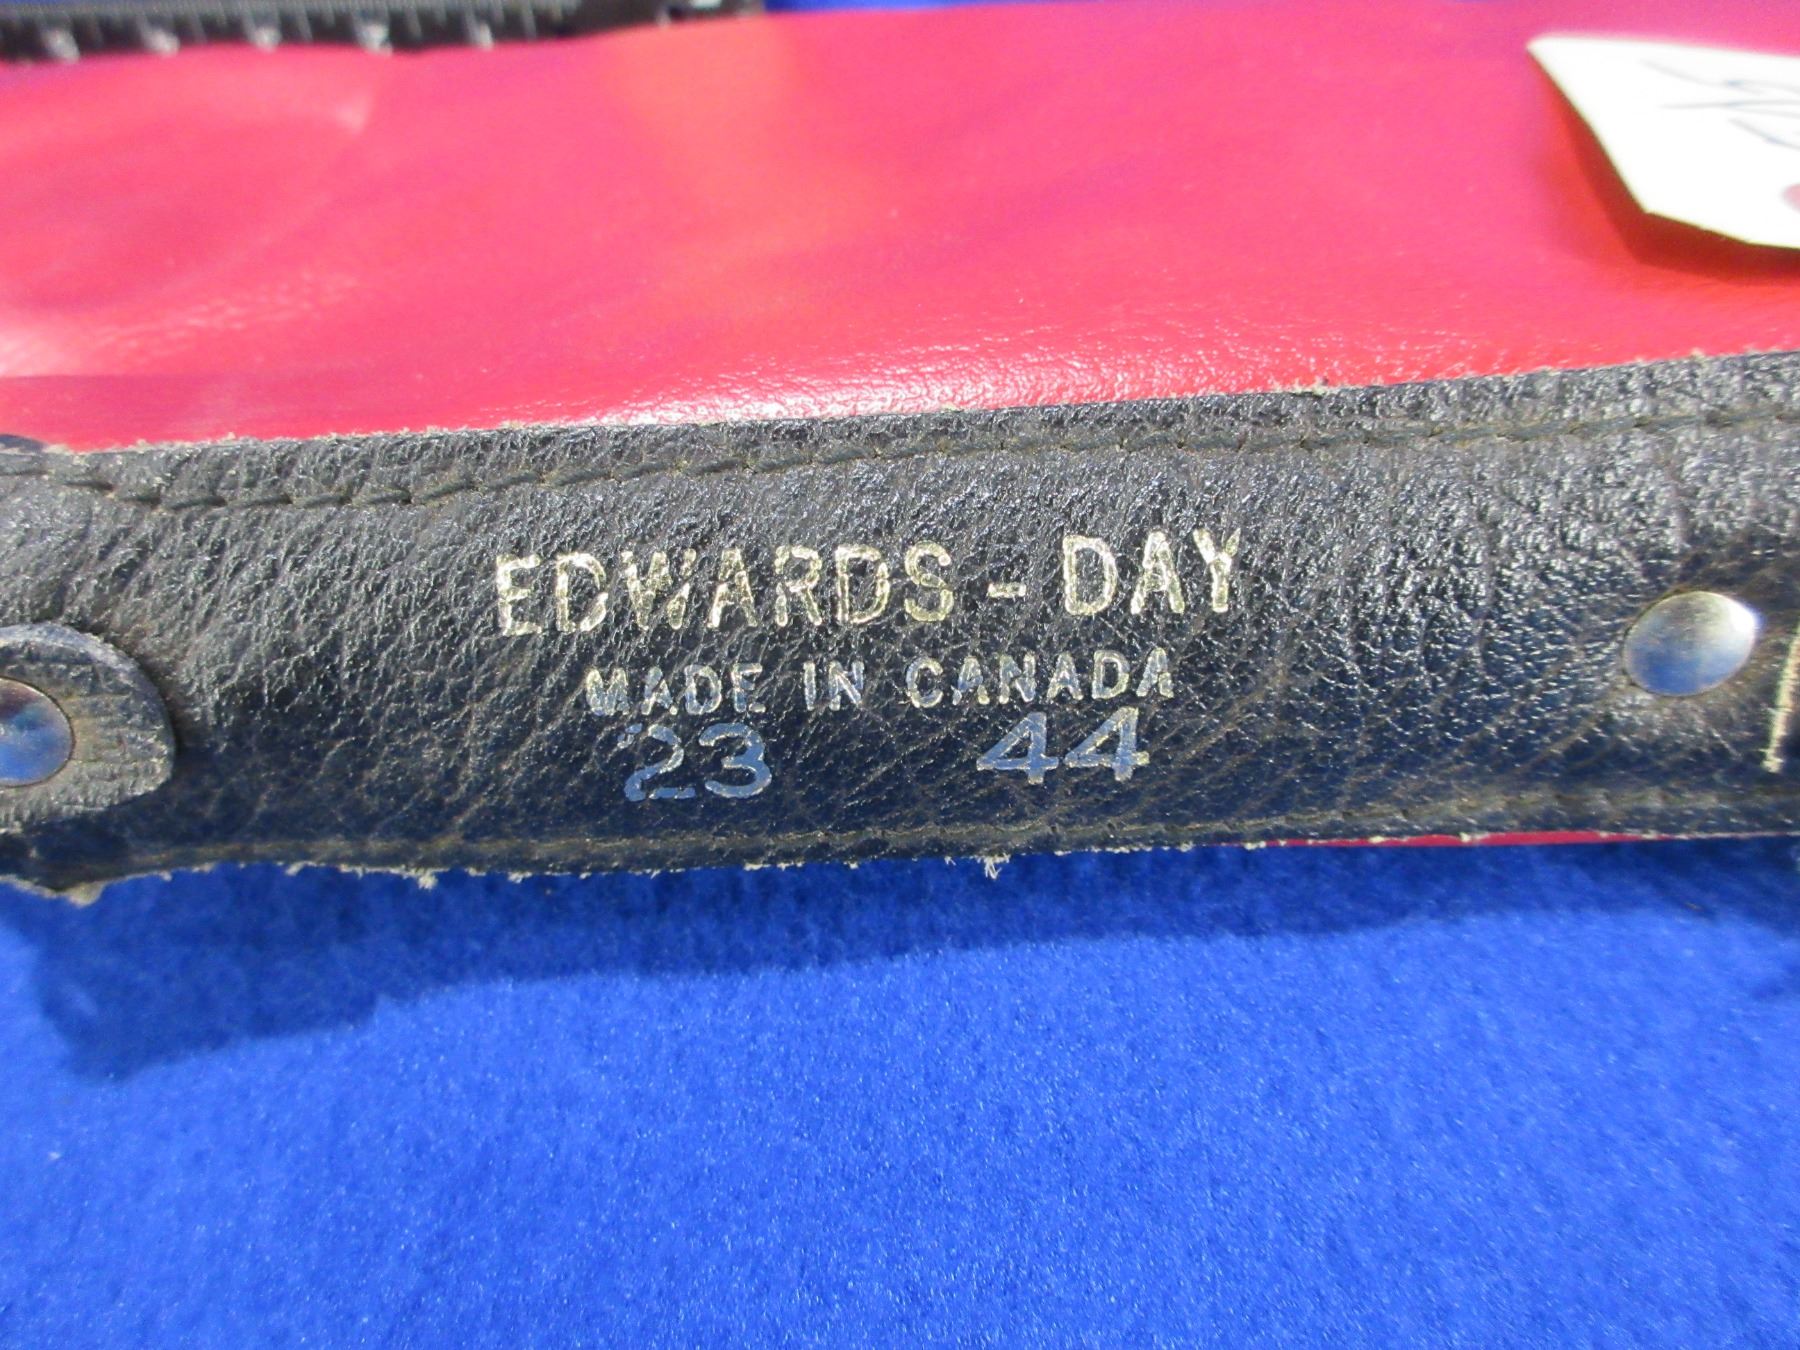 EDWARDS - DAY
MADE IN CANADA
23 44